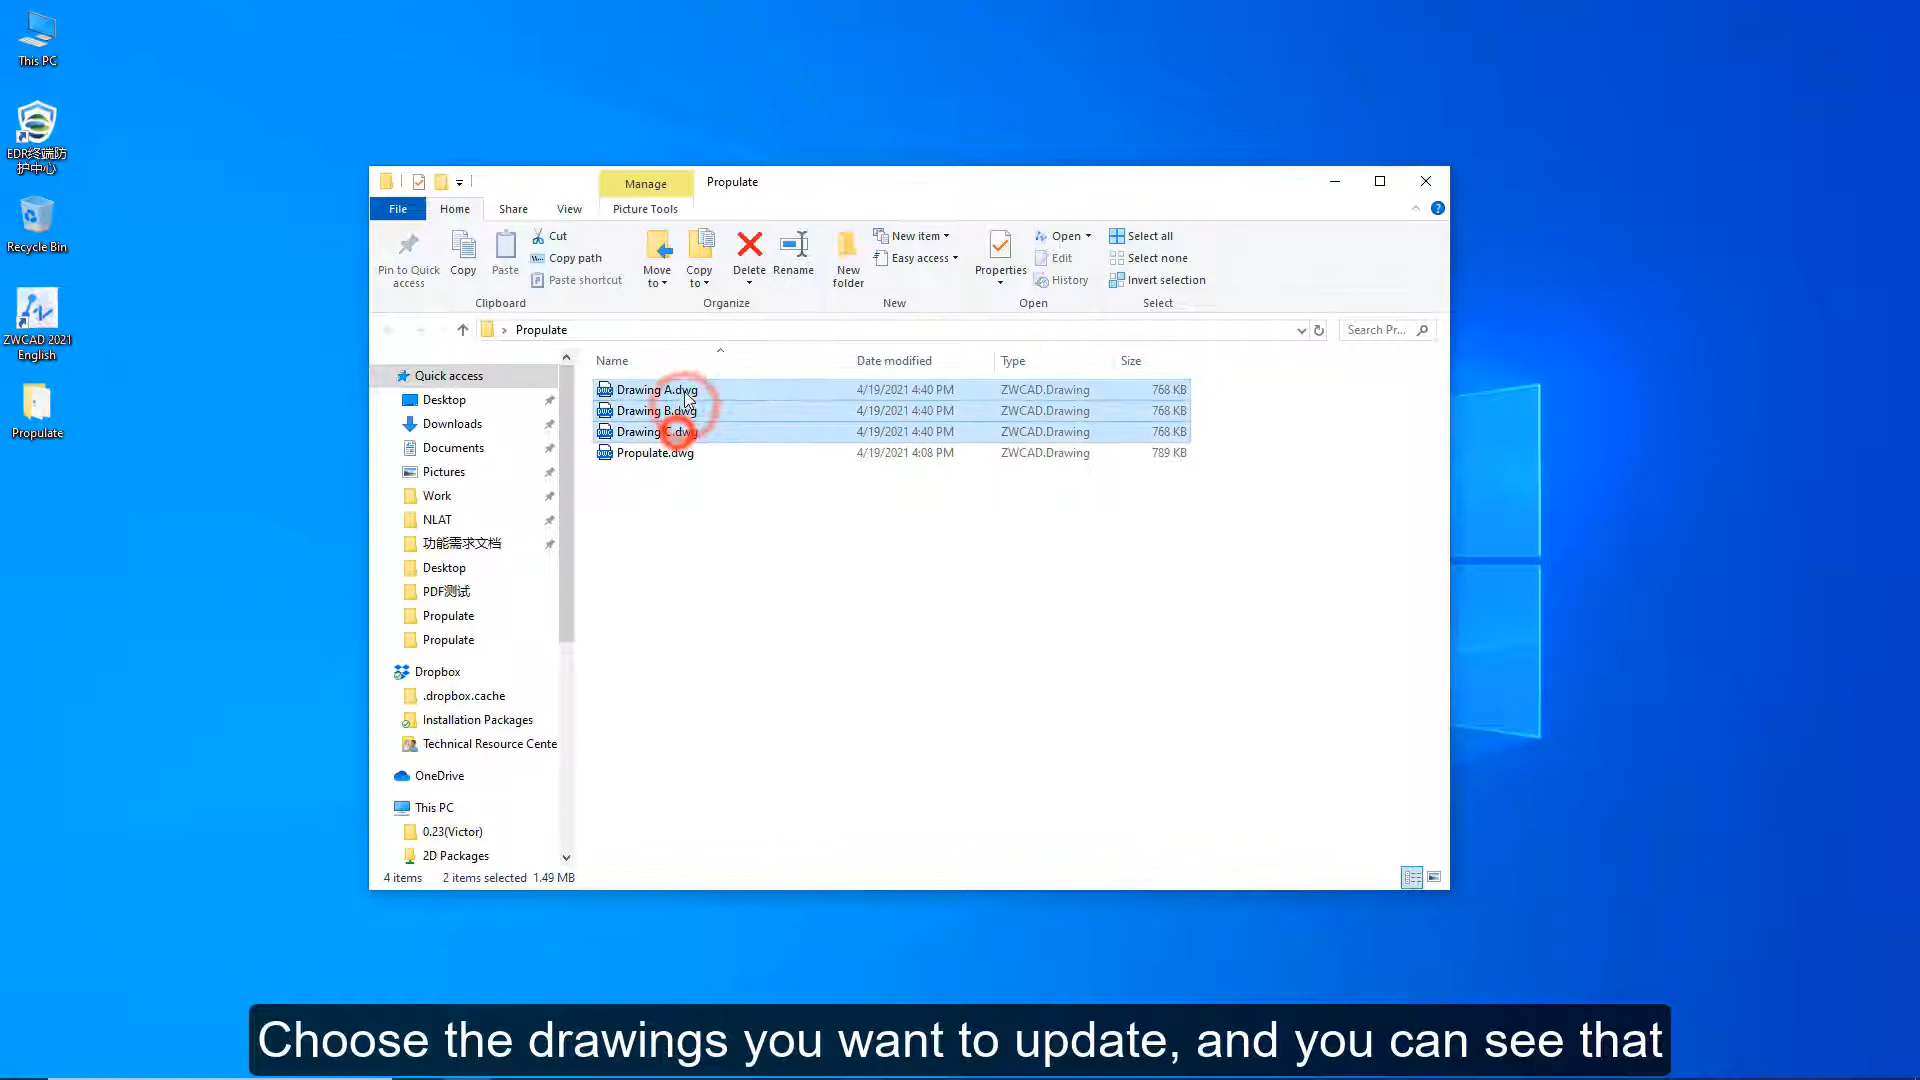 This PC
EDR终端防
护中心
Recycle Bin
ZWCAD 2021
English
Propulate
Manage
Propulate
File
Home
Share
View
Picture Tools
Pin to Quick
access
Copy
Paste
Cut
Copy path
Paste shortcut
Clipboard
Move
to
Copy
to
Delete
Rename
Organize
New
folder
New item
Easy access
New
Properties
Open
Edit
History
Open
Select all
Select none
Invert selection
Select
Propulate
Search Pr...
Quick access
Desktop
Downloads
Documents
Pictures
Work
NLAT
功能需求文档
Desktop
PDF测试
Propulate
Propulate
Dropbox
.dropbox.cache
Installation Packages
Technical Resource Cente
OneDrive
This PC
0.23(Victor)
2D Packages
Name Date modified Type Size
Drawing A.dwg 4/19/2021 4:40 PM ZWCAD.Drawing 768 KB
Drawing B.dwg 4/19/2021 4:40 PM ZWCAD.Drawing 768 KB
Drawing C.dwg 4/19/2021 4:40 PM ZWCAD.Drawing 768 KB
Propulate.dwg 4/19/2021 4:08 PM ZWCAD.Drawing 789 KB
4 items 2 items selected 1.49 MB
Choose the drawings you want to update, and you can see that